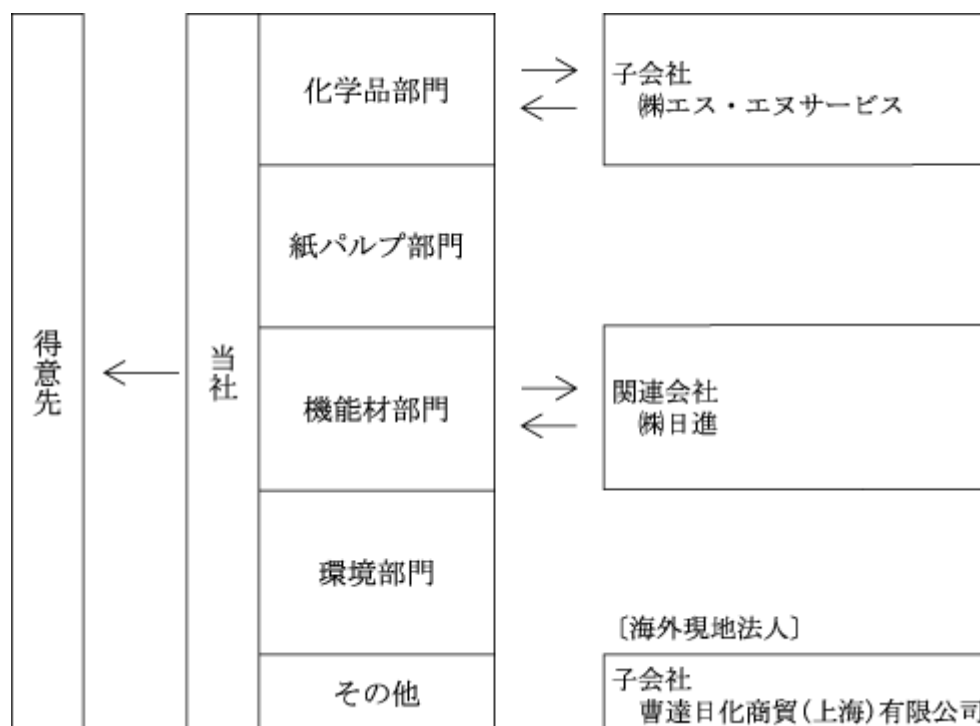 得意先
当社
化学品部門
紙パルプ部門
機能材部門
環境部門
その他
子会社
㈱エス・エヌサービス
関連会社
㈱日進
〔海外現地法人〕
子会社
曹達日化商貿(上海)有限公司